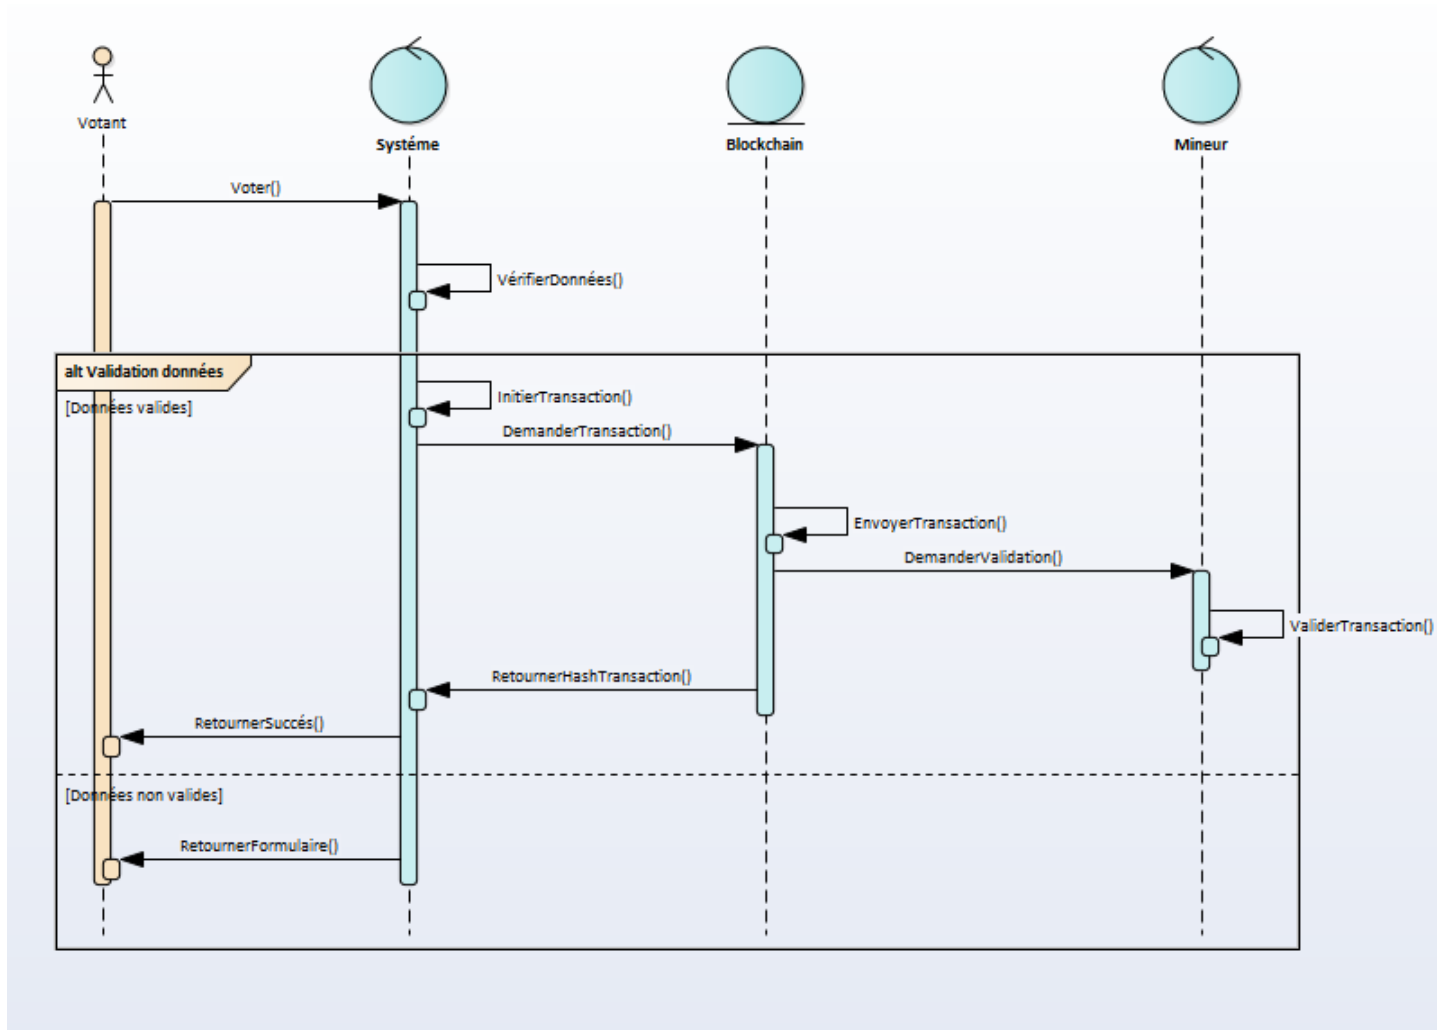 Votant
Systéme
Blockchain
Mineur
Voter()
VérifierDonnées()
alt Validation données
[Données valides]
InitierTransaction()
DemanderTransaction()
EnvoyerTransaction()
DemanderValidation()
ValiderTransaction()
RetournerHashTransaction()
RetournerSuccés()
[Données non valides]
RetournerFormulaire()